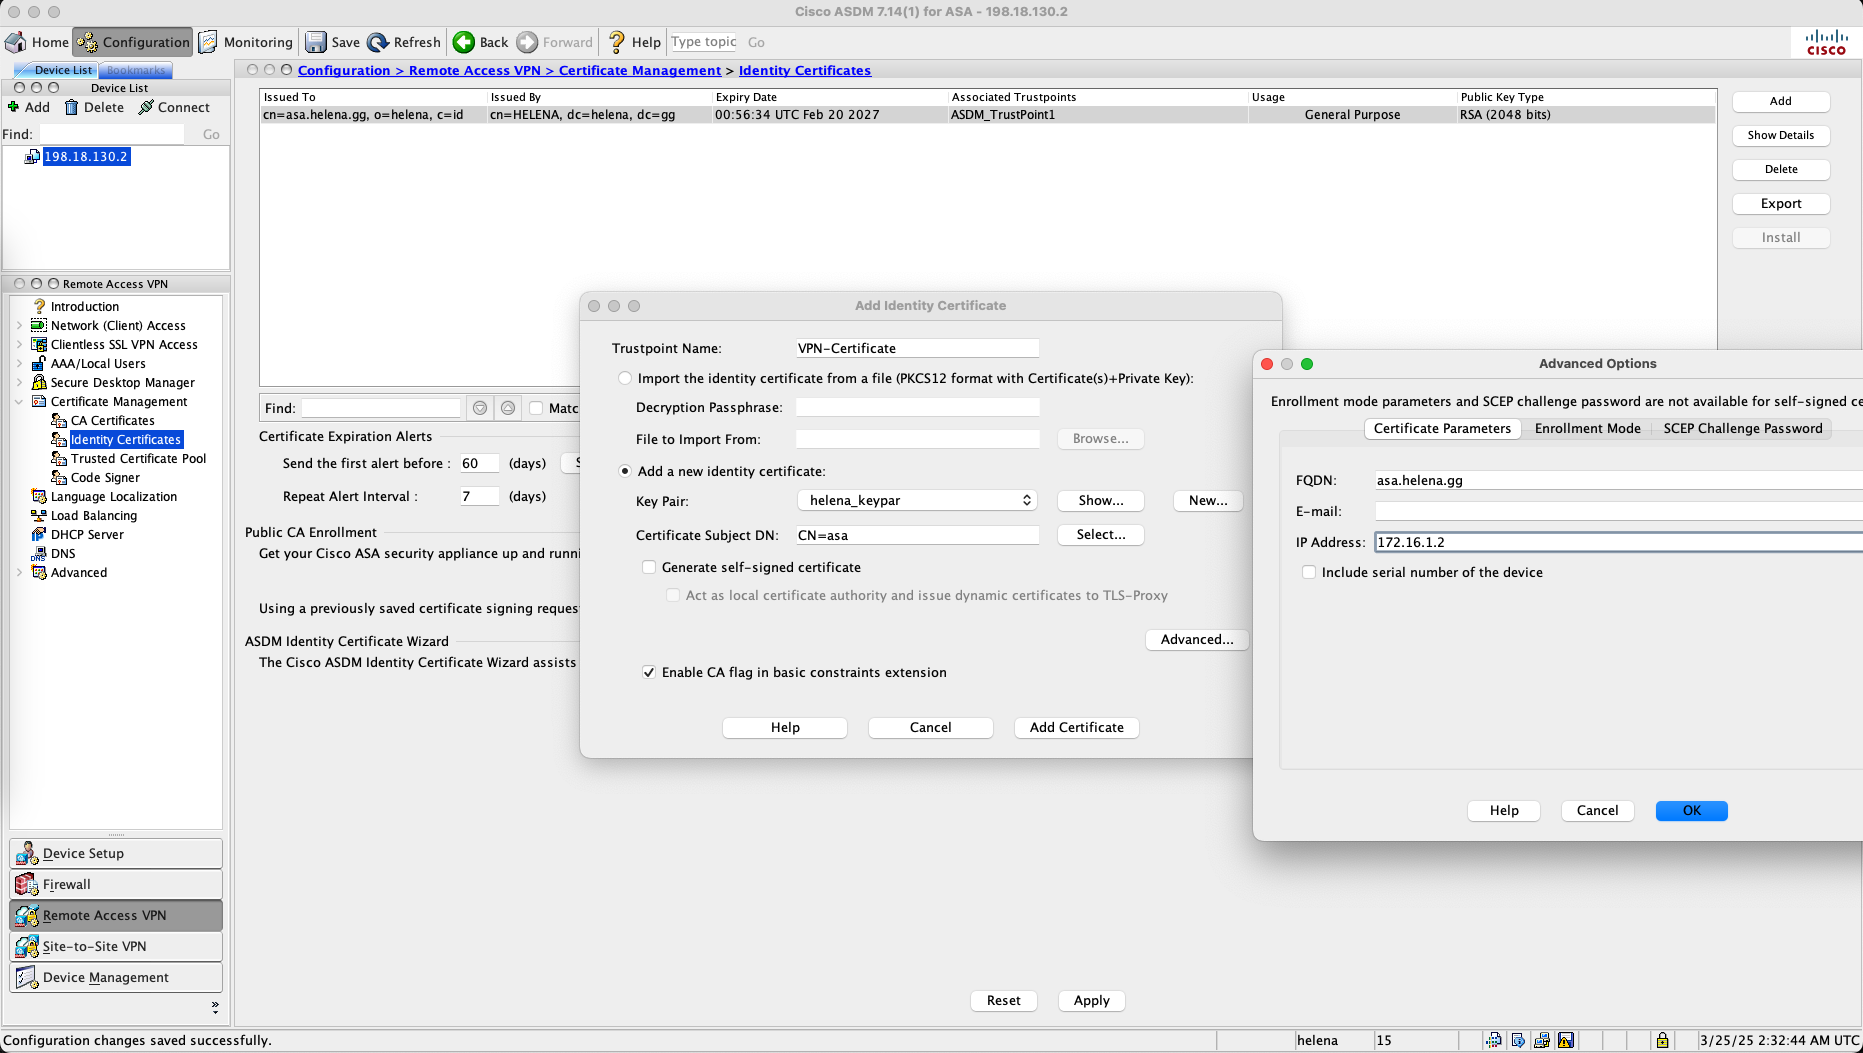 Cisco ASDM 7.14(1) for ASA - 198.18.130.2
Home Configuration Monitoring Save Refresh Back Forward Help Type topic Go
cisco
Device List Bookmarks
Device List
Add Delete Connect
Find: Go
198.18.130.2
Configuration > Remote Access VPN > Certificate Management > Identity Certificates
Issued To Issued By Expiry Date Associated Trustpoints Usage Public Key Type
cn=asa.helena.gg, o=helena, c=id cn=HELENA, dc=helena, dc=gg 00:56:34 UTC Feb 20 2027 ASDM_TrustPoint1 General Purpose RSA (2048 bits)
Add
Show Details
Delete
Export
Install
Remote Access VPN
Introduction
Network (Client) Access
Clientless SSL VPN Access
AAA/Local Users
Secure Desktop Manager
Certificate Management
CA Certificates
Identity Certificates
Trusted Certificate Pool
Code Signer
Language Localization
Load Balancing
DHCP Server
DNS
Advanced
Device Setup
Firewall
Remote Access VPN
Site-to-Site VPN
Device Management
Find: Matc
Certificate Expiration Alerts
Send the first alert before : 60 (days)
Repeat Alert Interval : 7 (days)
Public CA Enrollment
Get your Cisco ASA security appliance up and runni
Using a previously saved certificate signing reques
ASDM Identity Certificate Wizard
The Cisco ASDM Identity Certificate Wizard assists
Reset Apply
Add Identity Certificate
Trustpoint Name: VPN-Certificate
Import the identity certificate from a file (PKCS12 format with Certificate(s)+Private Key):
Decryption Passphrase:
File to Import From: Browse...
Add a new identity certificate:
Key Pair: helena_keypar Show... New...
Certificate Subject DN: CN=asa Select...
Generate self-signed certificate
Act as local certificate authority and issue dynamic certificates to TLS-Proxy
Advanced...
Enable CA flag in basic constraints extension
Help Cancel Add Certificate
Advanced Options
Enrollment mode parameters and SCEP challenge password are not available for self-signed ce
Certificate Parameters Enrollment Mode SCEP Challenge Password
FQDN: asa.helena.gg
E-mail:
IP Address: 172.16.1.2
Include serial number of the device
Help Cancel OK
Configuration changes saved successfully. helena 15 3/25/25 2:32:44 AM UTC